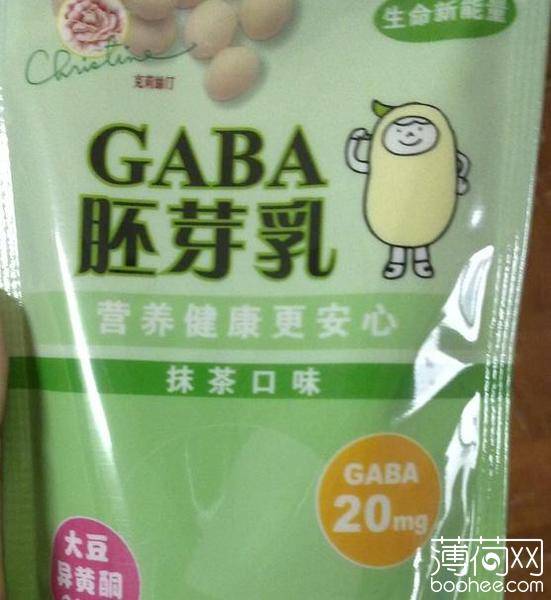 生命新能量
Christine
克莉丝汀
GABA
胚芽乳
营养健康更安心
抹茶口味
GABA
20mg
大豆
异黄酮
薄荷网
boohee.com